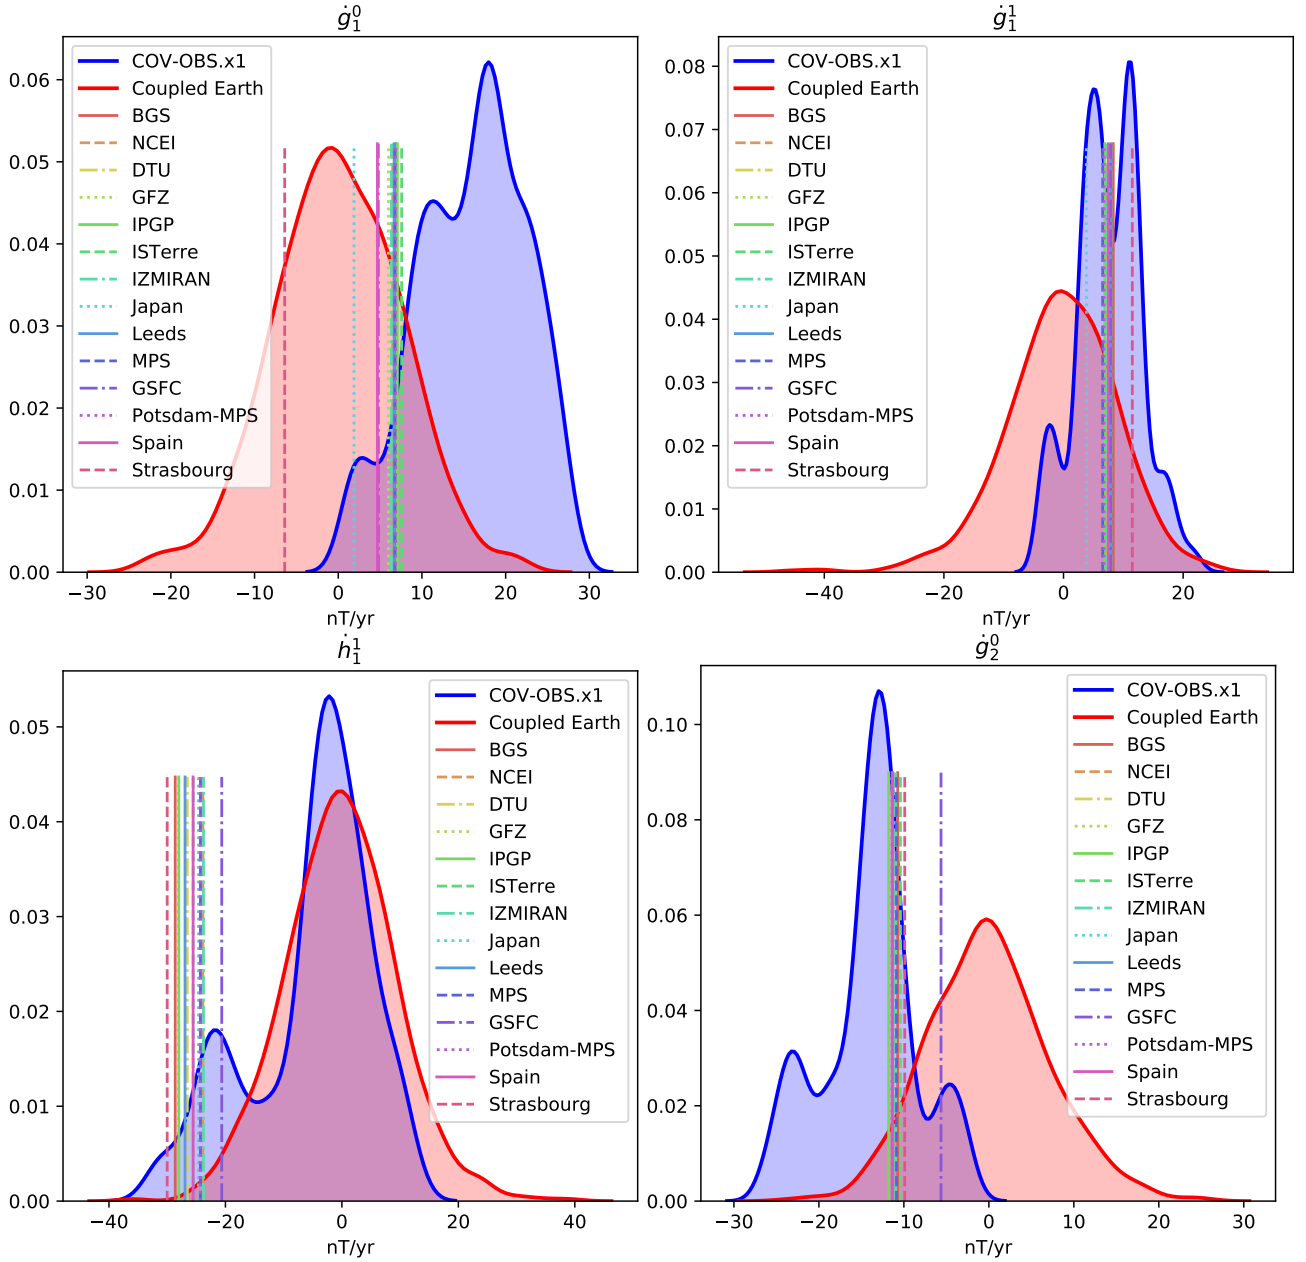 ġ₁⁰
COV-OBS.x1
Coupled Earth
BGS
NCEI
DTU
GFZ
IPGP
ISTerre
IZMIRAN
Japan
Leeds
MPS
GSFC
Potsdam-MPS
Spain
Strasbourg
0.06
0.05
0.04
0.03
0.02
0.01
0.00
−30 −20 −10 0 10 20 30
nT/yr
ġ₁¹
COV-OBS.x1
Coupled Earth
BGS
NCEI
DTU
GFZ
IPGP
ISTerre
IZMIRAN
Japan
Leeds
MPS
GSFC
Potsdam-MPS
Spain
Strasbourg
0.08
0.07
0.06
0.05
0.04
0.03
0.02
0.01
0.00
−40 −20 0 20
nT/yr
ḣ₁¹
COV-OBS.x1
Coupled Earth
BGS
NCEI
DTU
GFZ
IPGP
ISTerre
IZMIRAN
Japan
Leeds
MPS
GSFC
Potsdam-MPS
Spain
Strasbourg
0.05
0.04
0.03
0.02
0.01
0.00
−40 −20 0 20 40
nT/yr
ġ₂⁰
COV-OBS.x1
Coupled Earth
BGS
NCEI
DTU
GFZ
IPGP
ISTerre
IZMIRAN
Japan
Leeds
MPS
GSFC
Potsdam-MPS
Spain
Strasbourg
0.10
0.08
0.06
0.04
0.02
0.00
−30 −20 −10 0 10 20 30
nT/yr